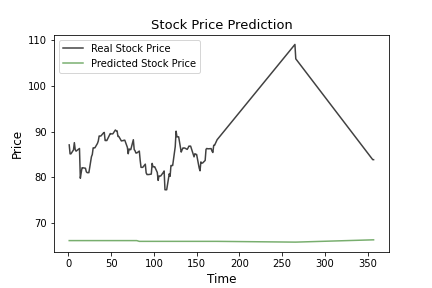 Stock Price Prediction
Real Stock Price
Predicted Stock Price
Price
110
100
90
80
70
0 50 100 150 200 250 300 350
Time